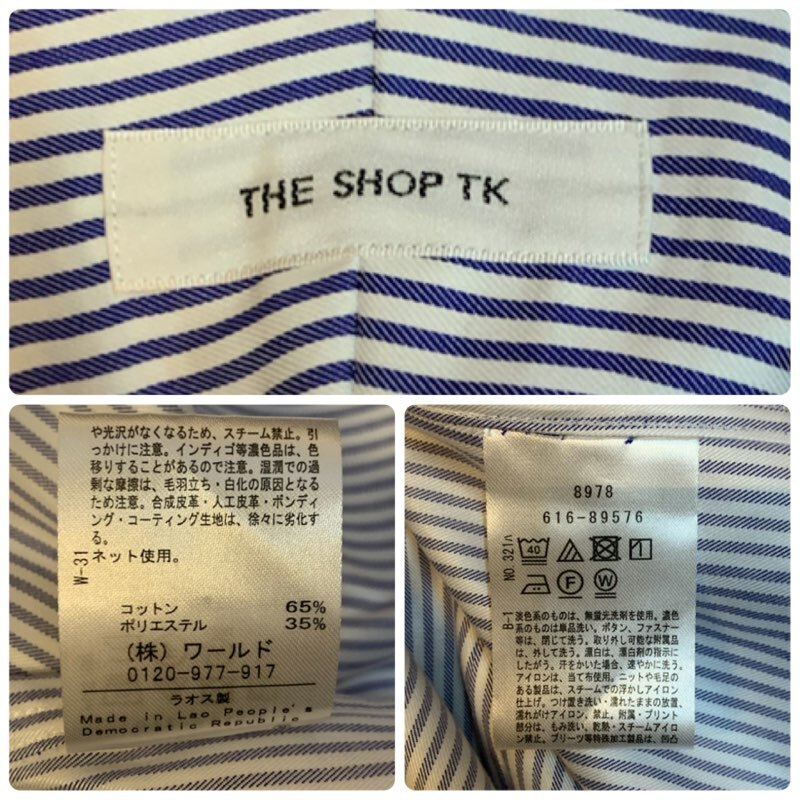 THE SHOP TK
や光沢がなくなるため、スチーム禁止。引
っかけに注意。インディゴ等濃色品は、色
移りすることがあるので注意。湿潤での過
剰な摩擦は、毛羽立ち・白化の原因となる
ため注意。合成皮革・人工皮革・ボンディ
ング・コーティング生地は、徐々に劣化す
る。
W-31
ネット使用。
コットン 65%
ポリエステル 35%
(株)ワールド
0120-977-917
ラオス製
Made in Lao People's
Democratic Republic
8978
616-89576
NO.321ハ
40
F W
B-1
淡色系のものは、無蛍光洗剤を使用。濃色
系のものは単品洗い。ボタン、ファスナー
等は、閉じて洗う。取り外し可能な附属品
は、外して洗う。漂白は、漂白剤の指示に
したがう。汗をかいた場合、速やかに洗う。
アイロンは、当て布使用。ニットや毛足の
ある製品は、スチームでの浮かしアイロン
仕上げ。つけ置き洗い・濡れたままの放置、
濡れがけアイロン、禁止。附属・プリント
部分は、もみ洗い、乾熱・スチームアイロン
禁止。プリーツ等特殊加工製品は、凹凸